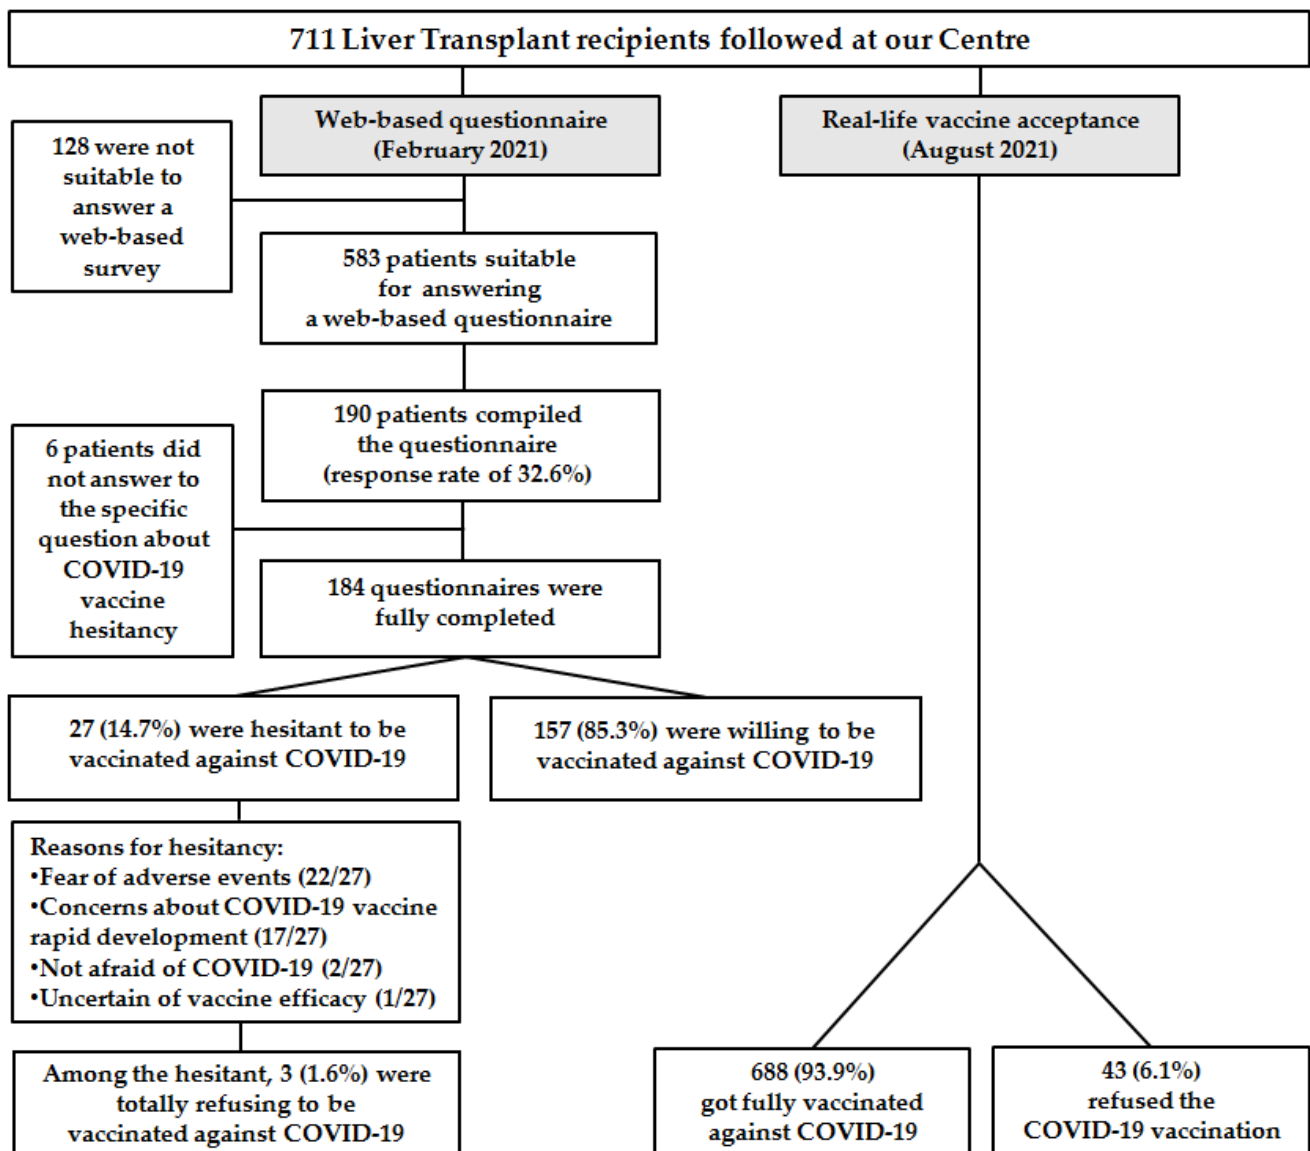 711 Liver Transplant recipients followed at our Centre
Web-based questionnaire
(February 2021)
Real-life vaccine acceptance
(August 2021)
128 were not
suitable to
answer a
web-based
survey
583 patients suitable
for answering
a web-based questionnaire
190 patients compiled
the questionnaire
(response rate of 32.6%)
6 patients did
not answer to
the specific
question about
COVID-19
vaccine
hesitancy
184 questionnaires were
fully completed
27 (14.7%) were hesitant to be
vaccinated against COVID-19
157 (85.3%) were willing to be
vaccinated against COVID-19
Reasons for hesitancy:
•Fear of adverse events (22/27)
•Concerns about COVID-19 vaccine
rapid development (17/27)
•Not afraid of COVID-19 (2/27)
•Uncertain of vaccine efficacy (1/27)
Among the hesitant, 3 (1.6%) were
totally refusing to be
vaccinated against COVID-19
688 (93.9%)
got fully vaccinated
against COVID-19
43 (6.1%)
refused the
COVID-19 vaccination